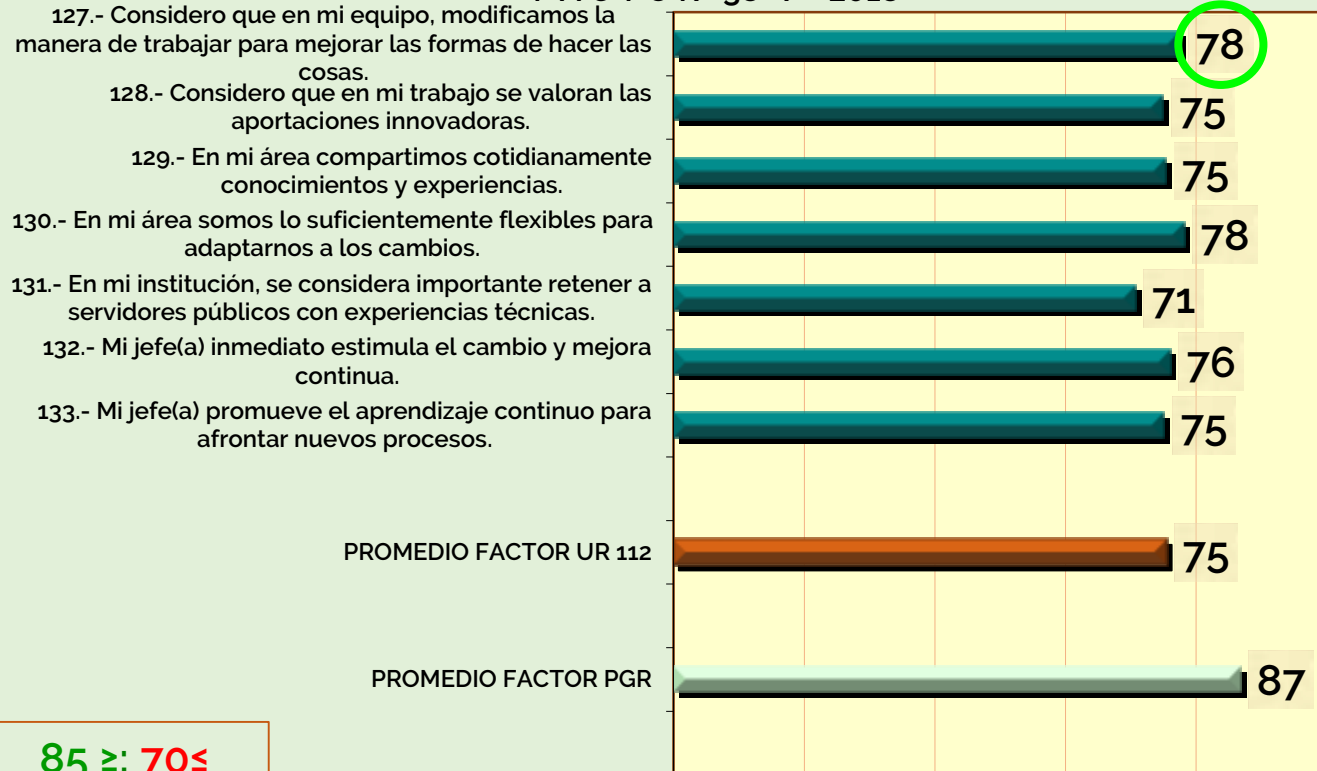 127.- Considero que en mi equipo, modificamos la
manera de trabajar para mejorar las formas de hacer las
cosas.
78
128.- Considero que en mi trabajo se valoran las
aportaciones innovadoras.
75
129.- En mi área compartimos cotidianamente
conocimientos y experiencias.
75
130.- En mi área somos lo suficientemente flexibles para
adaptarnos a los cambios.
78
131.- En mi institución, se considera importante retener a
servidores públicos con experiencias técnicas.
71
132.- Mi jefe(a) inmediato estimula el cambio y mejora
continua.
76
133.- Mi jefe(a) promueve el aprendizaje continuo para
afrontar nuevos procesos.
75
PROMEDIO FACTOR UR 112
75
PROMEDIO FACTOR PGR
87
85 ≥; 70≤